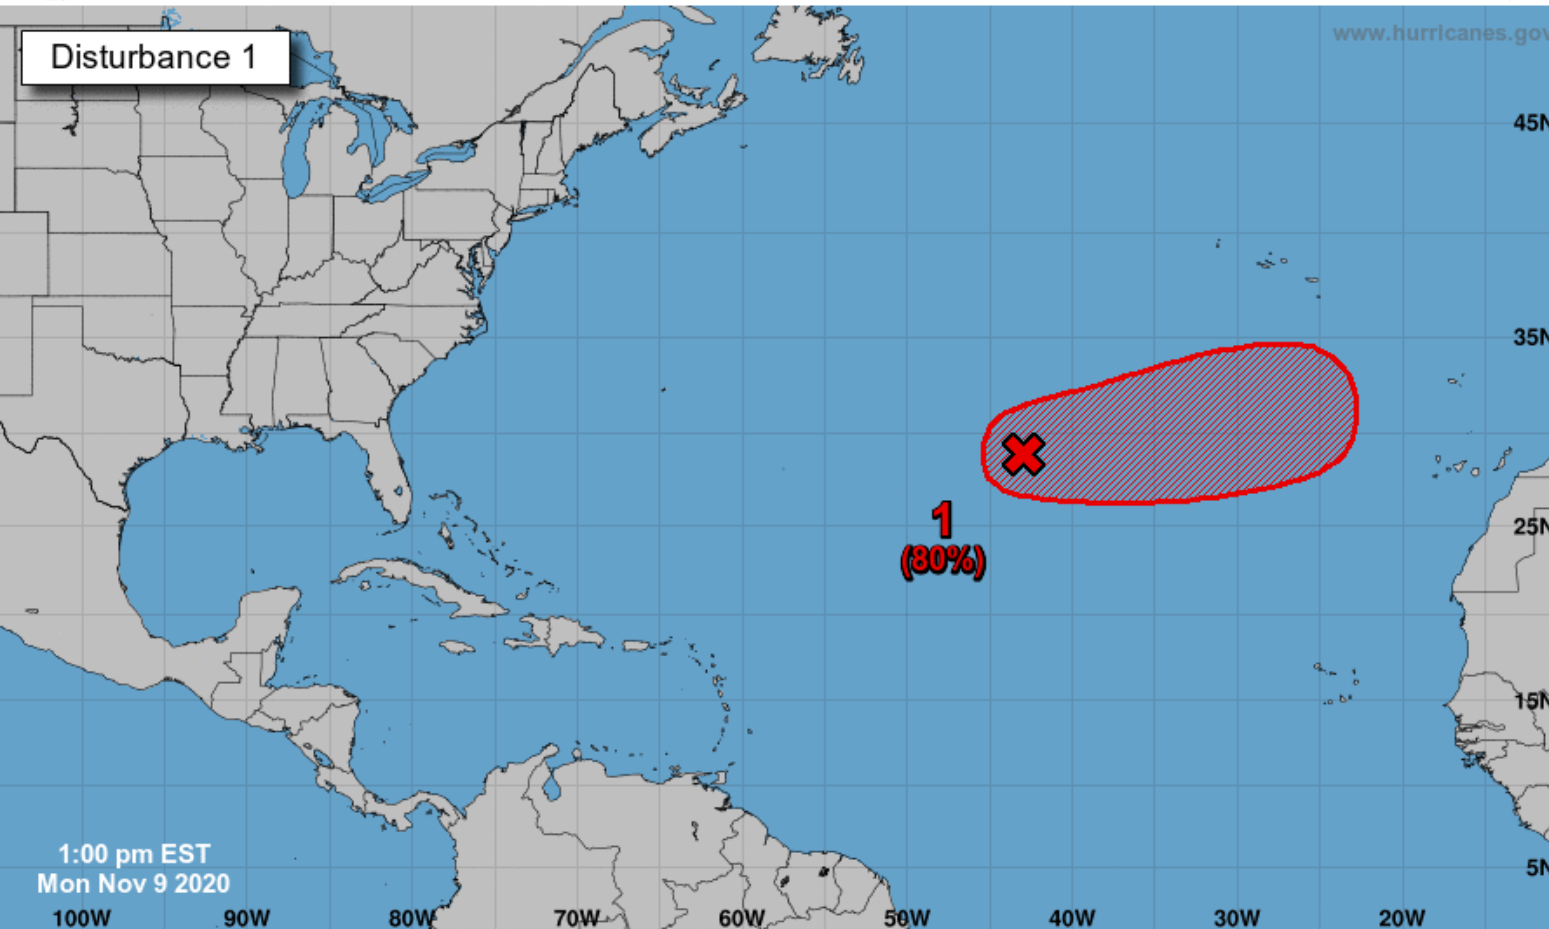 Disturbance 1
www.hurricanes.gov
45N
35N
1
(80%)
25N
15N
1:00 pm EST
Mon Nov 9 2020
5N
100W 90W 80W 70W 60W 50W 40W 30W 20W